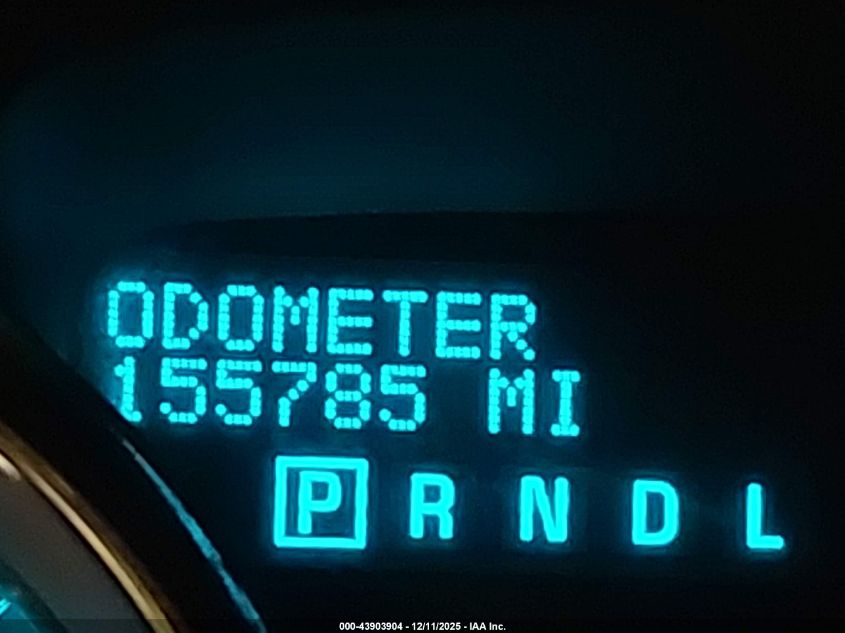 ODOMETER
155785 MI
P R N D L
000-43903904 - 12/11/2025 - IAA Inc.